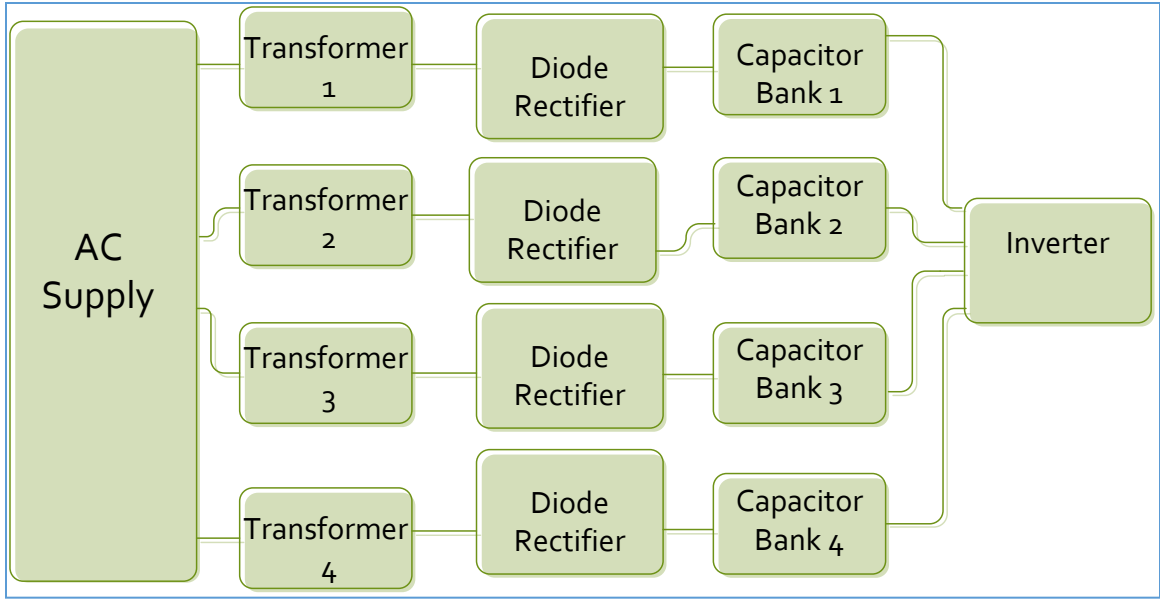 AC
Supply
Transformer
1
Diode
Rectifier
Capacitor
Bank 1
Transformer
2
Diode
Rectifier
Capacitor
Bank 2
Transformer
3
Diode
Rectifier
Capacitor
Bank 3
Transformer
4
Diode
Rectifier
Capacitor
Bank 4
Inverter